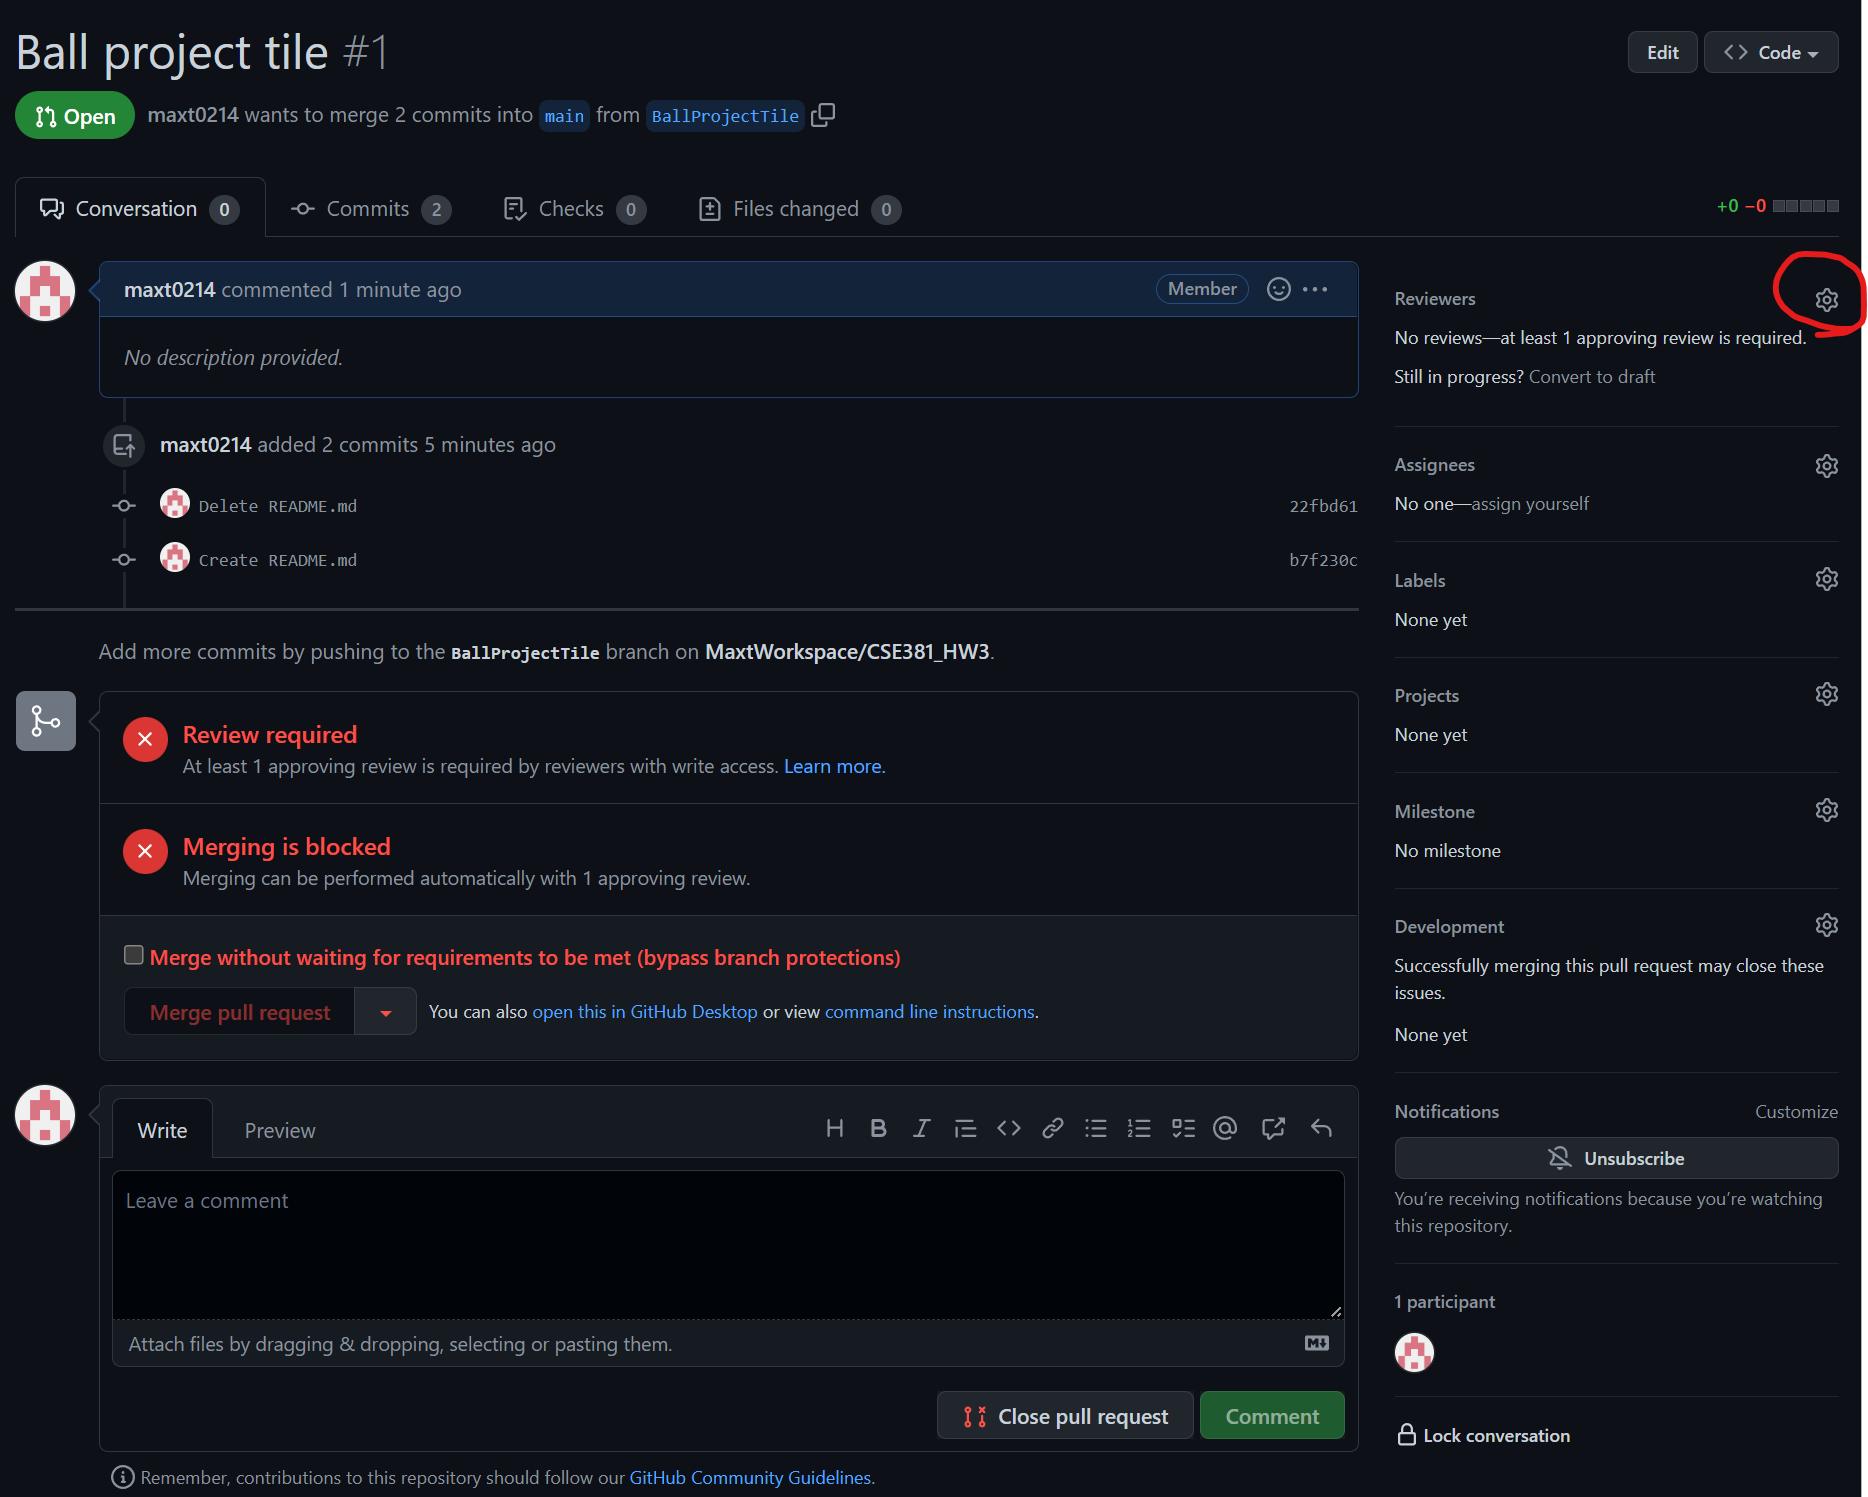 Ball project tile #1
Edit
Code
Open
maxt0214 wants to merge 2 commits into main from BallProjectTile
Conversation 0
Commits 2
Checks 0
Files changed 0
+0 −0
maxt0214 commented 1 minute ago
Member
No description provided.
maxt0214 added 2 commits 5 minutes ago
Delete README.md
22fbd61
Create README.md
b7f230c
Add more commits by pushing to the BallProjectTile branch on MaxtWorkspace/CSE381_HW3.
Review required
At least 1 approving review is required by reviewers with write access. Learn more.
Merging is blocked
Merging can be performed automatically with 1 approving review.
Merge without waiting for requirements to be met (bypass branch protections)
Merge pull request
You can also open this in GitHub Desktop or view command line instructions.
Write
Preview
Leave a comment
Attach files by dragging & dropping, selecting or pasting them.
Close pull request
Comment
Remember, contributions to this repository should follow our GitHub Community Guidelines.
Reviewers
No reviews—at least 1 approving review is required.
Still in progress? Convert to draft
Assignees
No one—assign yourself
Labels
None yet
Projects
None yet
Milestone
No milestone
Development
Successfully merging this pull request may close these
issues.
None yet
Notifications
Customize
Unsubscribe
You’re receiving notifications because you’re watching
this repository.
1 participant
Lock conversation